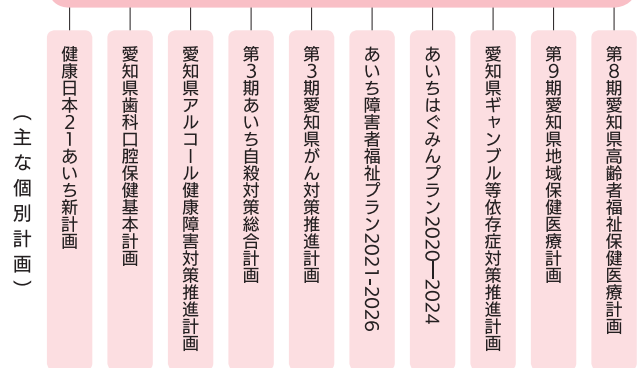 第8期愛知県高齢者福祉保健医療計画
第9期愛知県地域保健医療計画
愛知県ギャンブル等依存症対策推進計画
あいちはぐみんプラン2020ー2024
あいち障害者福祉プラン2021-2026
第3期愛知県がん対策推進計画
第3期あいち自殺対策総合計画
愛知県アルコール健康障害対策推進計画
愛知県歯科口腔保健基本計画
健康日本21あいち新計画
(主な個別計画)